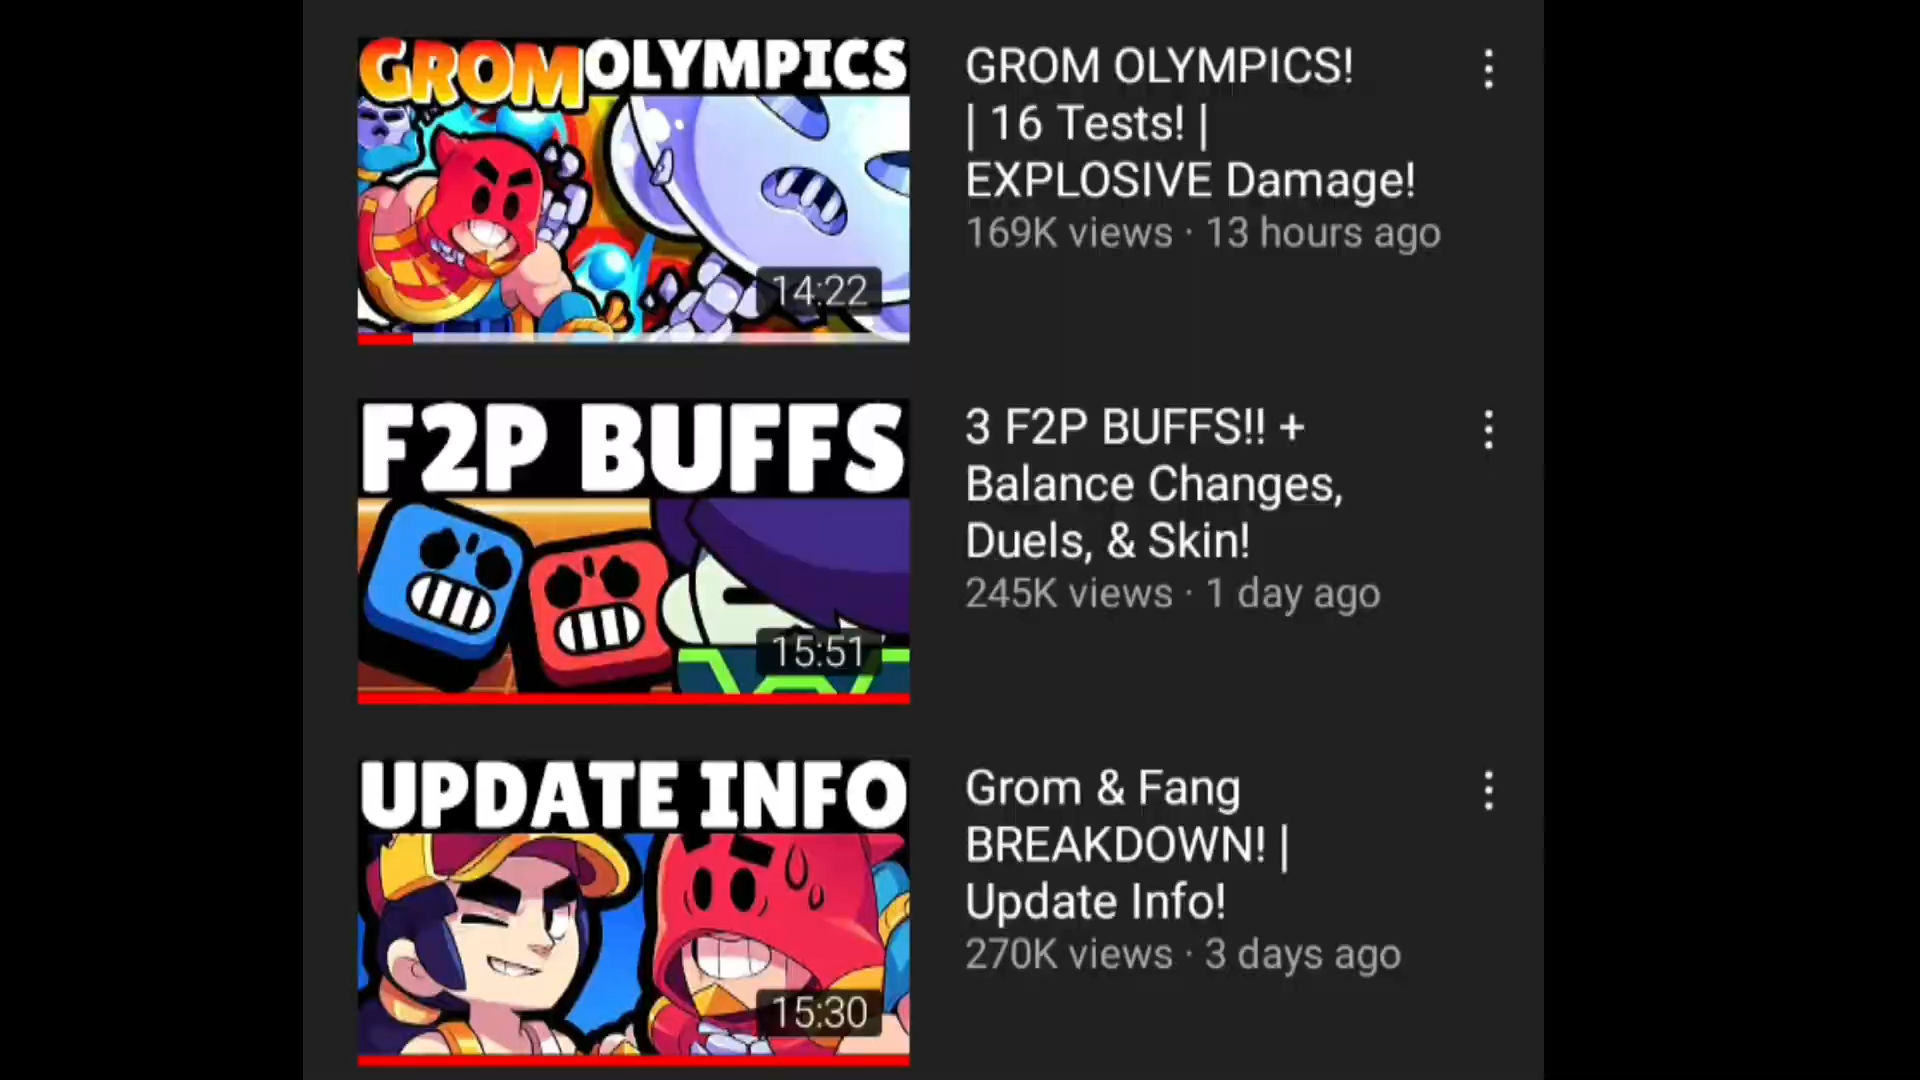 GROM OLYMPICS
14:22
GROM OLYMPICS!
| 16 Tests! |
EXPLOSIVE Damage!
169K views · 13 hours ago
F2P BUFFS
15:51
3 F2P BUFFS!! +
Balance Changes,
Duels, & Skin!
245K views · 1 day ago
UPDATE INFO
15:30
Grom & Fang
BREAKDOWN! |
Update Info!
270K views · 3 days ago